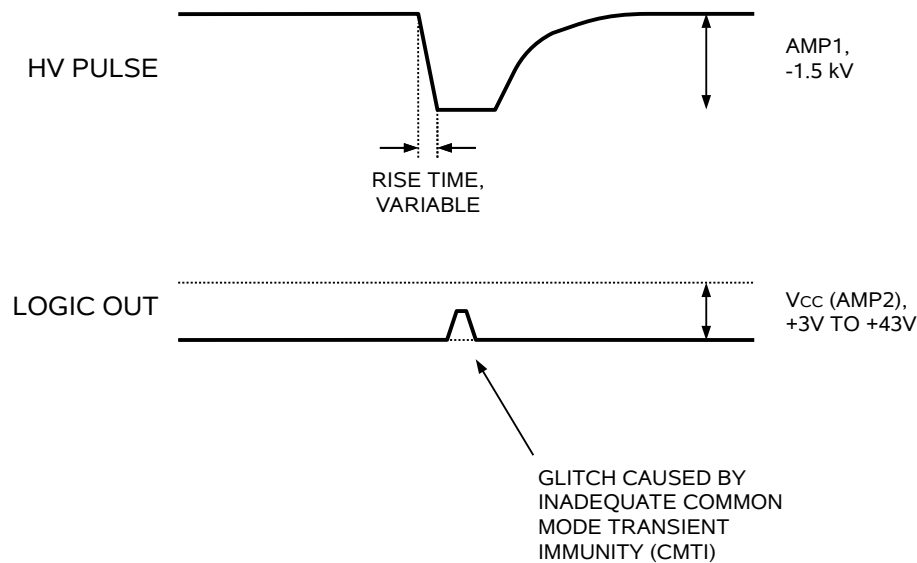 HV PULSE
AMP1,
-1.5 kV
RISE TIME,
VARIABLE
LOGIC OUT
VCC (AMP2),
+3V TO +43V
GLITCH CAUSED BY
INADEQUATE COMMON
MODE TRANSIENT
IMMUNITY (CMTI)